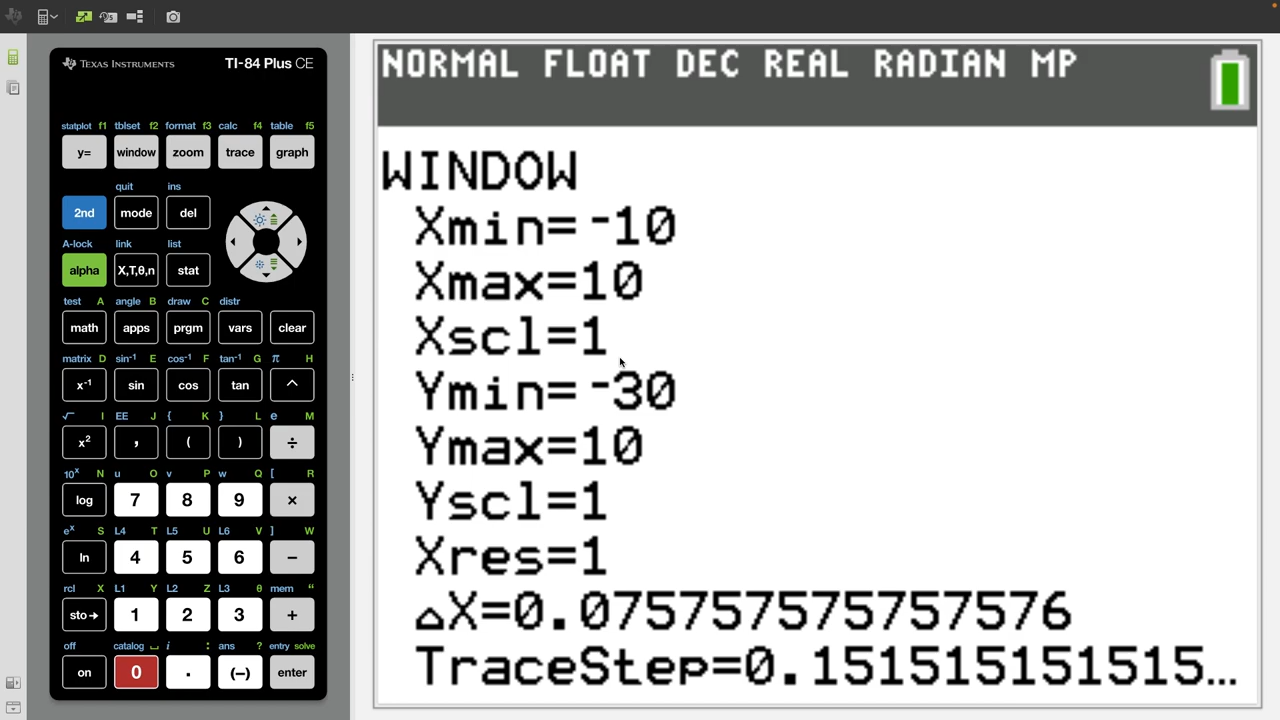 TEXAS INSTRUMENTS TI-84 Plus CE
statplot f1 tblset f2 format f3 calc f4 table f5
y= window zoom trace graph
quit ins
2nd mode del
A-lock link list
alpha X,T,θ,n stat
test A angle B draw C distr
math apps prgm vars clear
matrix D sin⁻¹ E cos⁻¹ F tan⁻¹ G π H
x⁻¹ sin cos tan ^
√ I EE J { K } L e M
x² , ( ) ÷
10ˣ N u O v P w Q [ R
log 7 8 9 ×
eˣ S L4 T L5 U L6 V ] W
ln 4 5 6 −
rcl X L1 Y L2 Z L3 θ mem "
sto→ 1 2 3 +
off catalog ⎵ i : ans ? entry solve
on 0 . (–) enter
NORMAL FLOAT DEC REAL RADIAN MP
WINDOW
Xmin=⁻10
Xmax=10
Xscl=1
Ymin=⁻30
Ymax=10
Yscl=1
Xres=1
△X=0.075757575757576
TraceStep=0.151515151515…